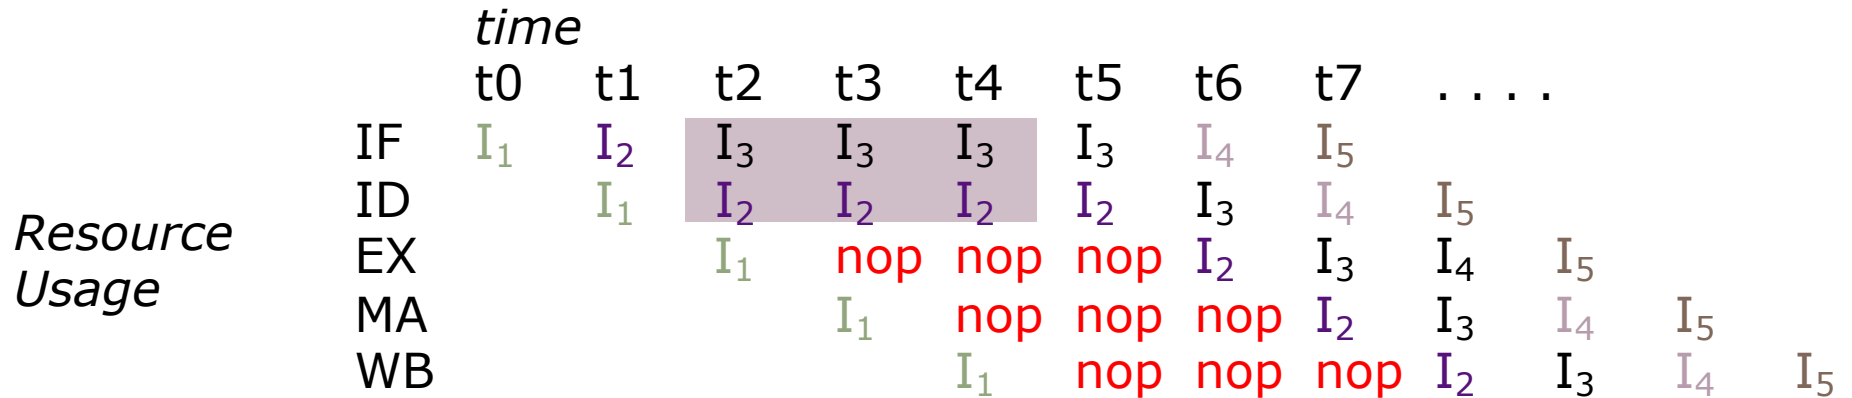 time
t0 t1 t2 t3 t4 t5 t6 t7 . . . .
IF I₁ I₂ I₃ I₃ I₃ I₃ I₄ I₅
ID I₁ I₂ I₂ I₂ I₂ I₃ I₄ I₅
Resource
Usage
EX I₁ nop nop nop I₂ I₃ I₄ I₅
MA I₁ nop nop nop I₂ I₃ I₄ I₅
WB I₁ nop nop nop I₂ I₃ I₄ I₅